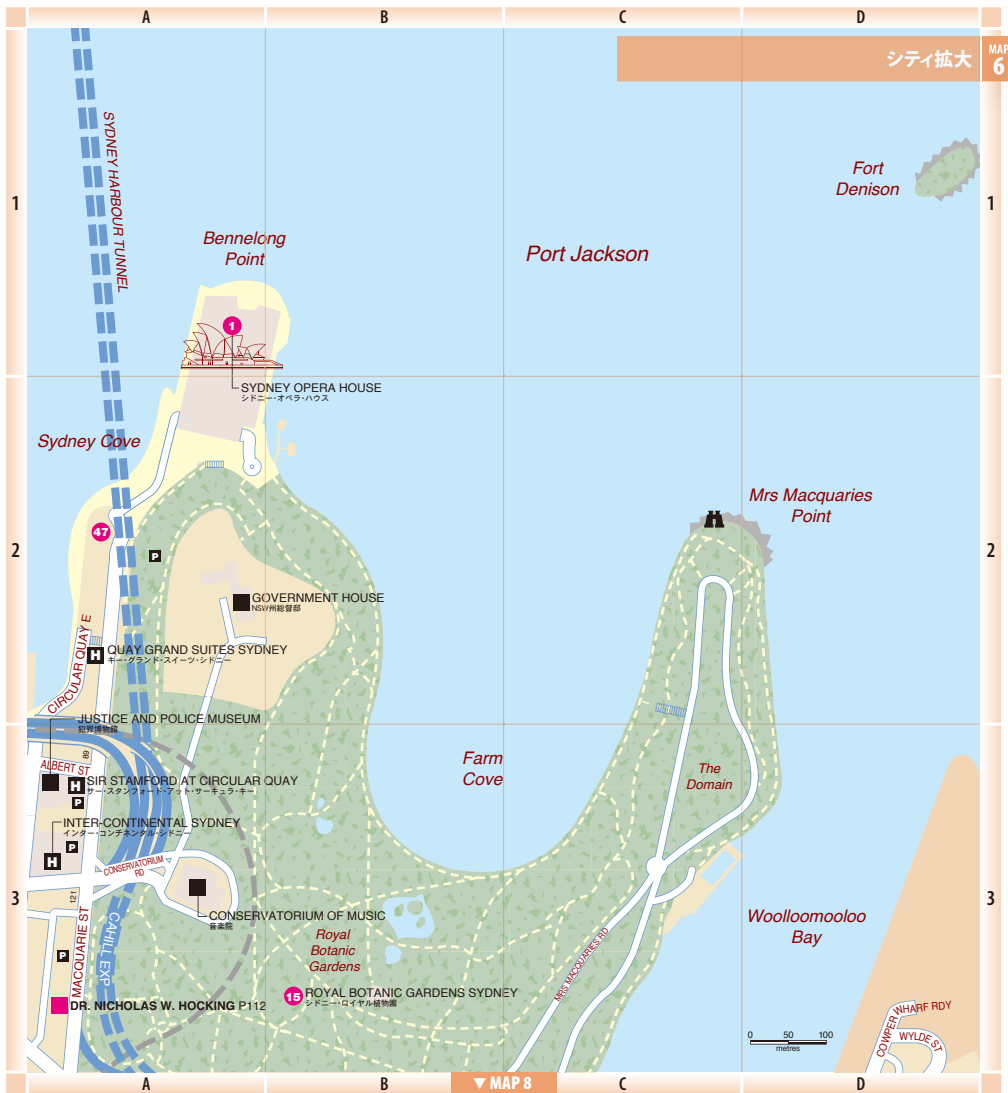 A
B
C
D
シティ拡大
MAP
6
1
1
SYDNEY HARBOUR TUNNEL
Fort
Denison
Bennelong
Point
Port Jackson
1
SYDNEY OPERA HOUSE
シドニー・オペラ・ハウス
Sydney Cove
Mrs Macquaries
Point
47
2
2
P
GOVERNMENT HOUSE
NSW州総督邸
CIRCULAR QUAY E
H
QUAY GRAND SUITES SYDNEY
キー・グランド・スイーツ・シドニー
JUSTICE AND POLICE MUSEUM
犯罪博物館
89
ALBERT ST
H
SIR STAMFORD AT CIRCULAR QUAY
サー・スタンフォード・アット・サーキュラ・キー
P
Farm
Cove
The
Domain
INTER-CONTINENTAL SYDNEY
インター・コンチネンタル・シドニー
P
H
CONSERVATORIUM
RD
3
3
121
CONSERVATORIUM OF MUSIC
音楽院
Woolloomooloo
Bay
MACQUARIE ST
CAHILL EXP
Royal
Botanic
Gardens
MRS MACQUARIES RD
P
15
ROYAL BOTANIC GARDENS SYDNEY
シドニー・ロイヤル植物園
DR. NICHOLAS W. HOCKING P112
COWPER WHARF RDY
WYLDE ST
0 50 100
metres
A
B
▼ MAP 8
C
D